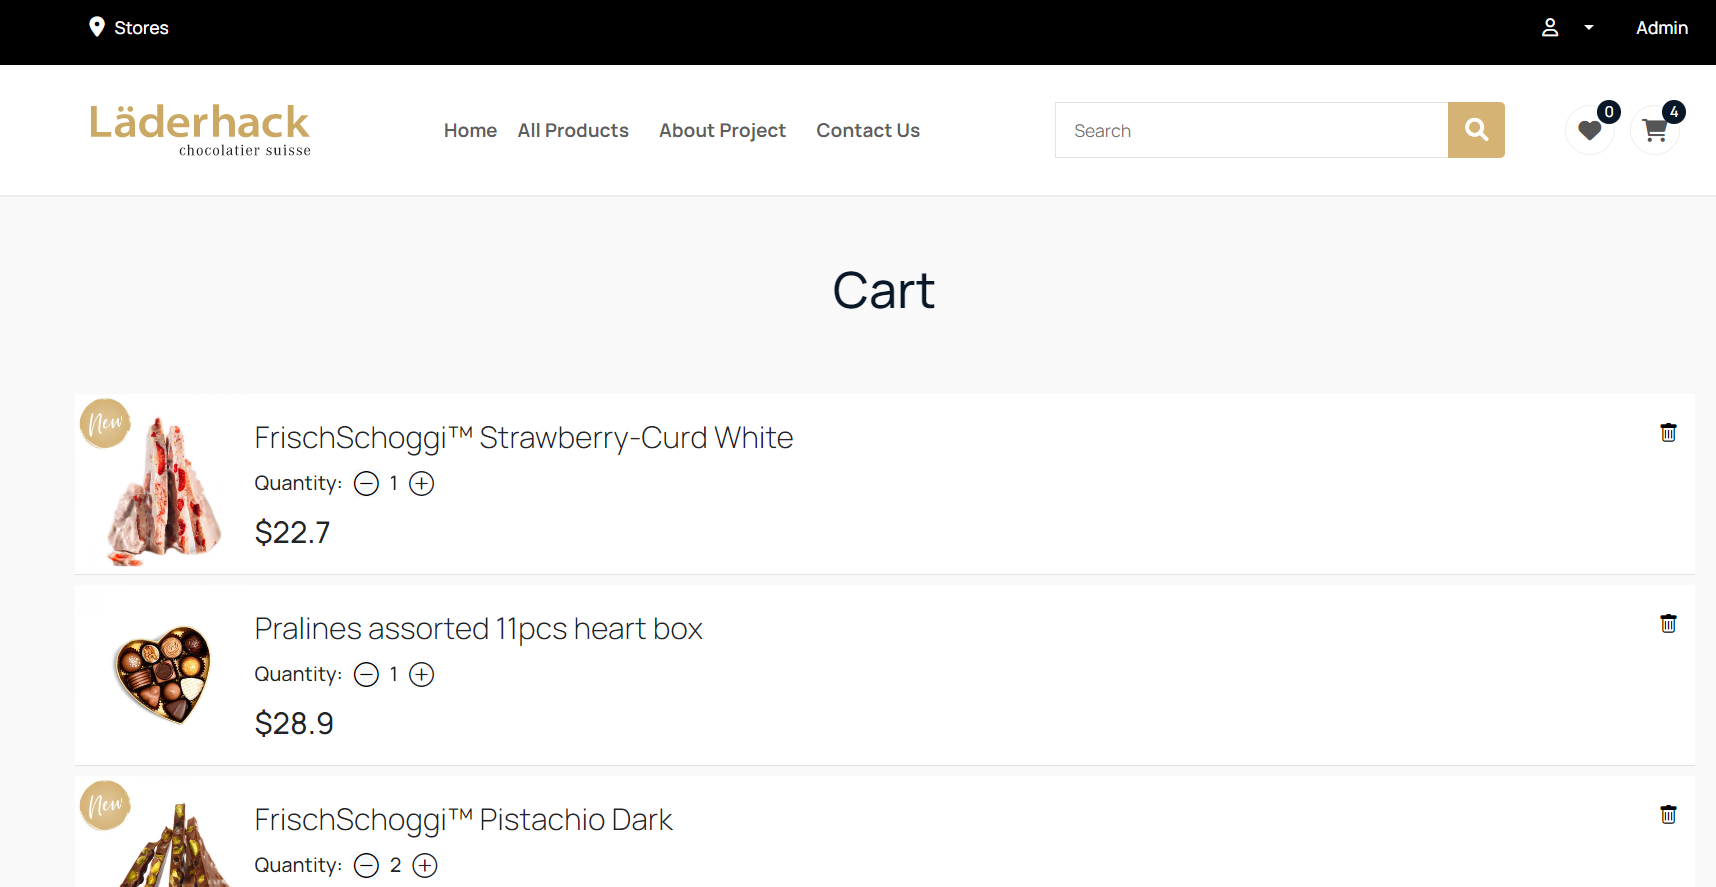 Stores
Admin
Läderhack
chocolatier suisse
Home All Products About Project Contact Us
Search
0
4
Cart
New
FrischSchoggi™ Strawberry-Curd White
Quantity: 1
$22.7
Pralines assorted 11pcs heart box
Quantity: 1
$28.9
New
FrischSchoggi™ Pistachio Dark
Quantity: 2